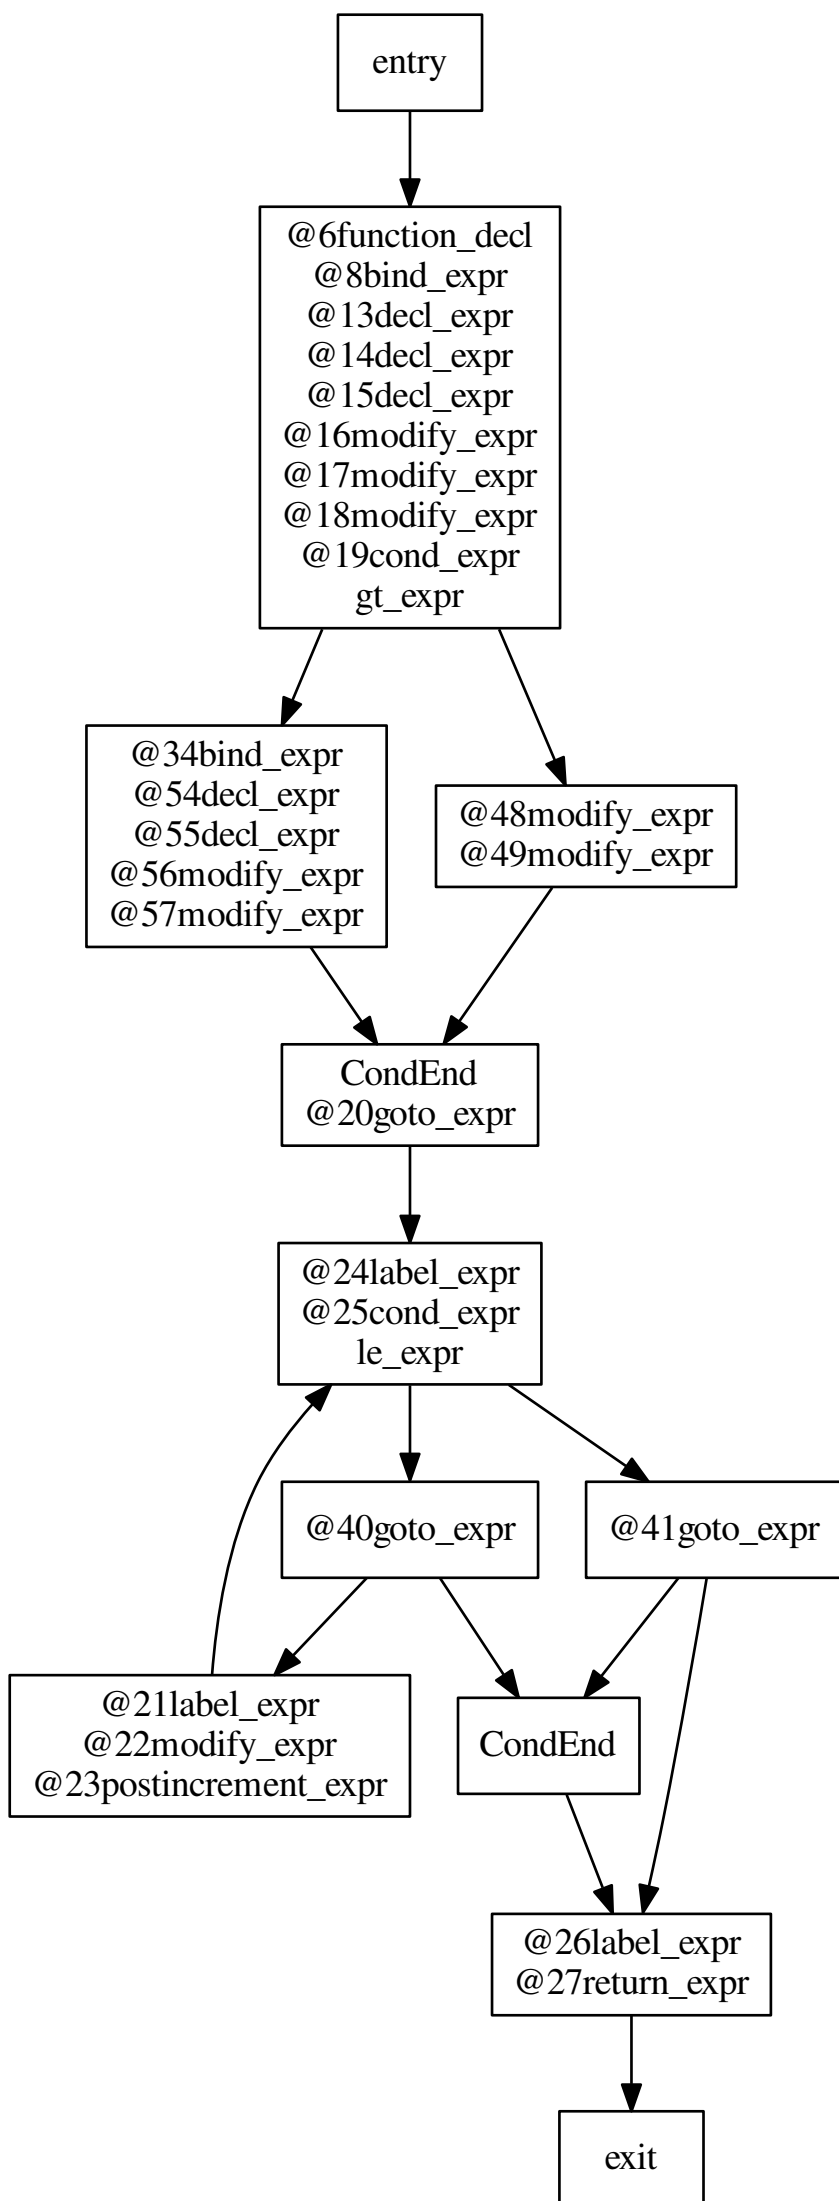 entry
@6function_decl
@8bind_expr
@13decl_expr
@14decl_expr
@15decl_expr
@16modify_expr
@17modify_expr
@18modify_expr
@19cond_expr
gt_expr
@34bind_expr
@54decl_expr
@55decl_expr
@56modify_expr
@57modify_expr
@48modify_expr
@49modify_expr
CondEnd
@20goto_expr
@24label_expr
@25cond_expr
le_expr
@40goto_expr
@41goto_expr
@21label_expr
@22modify_expr
@23postincrement_expr
CondEnd
@26label_expr
@27return_expr
exit